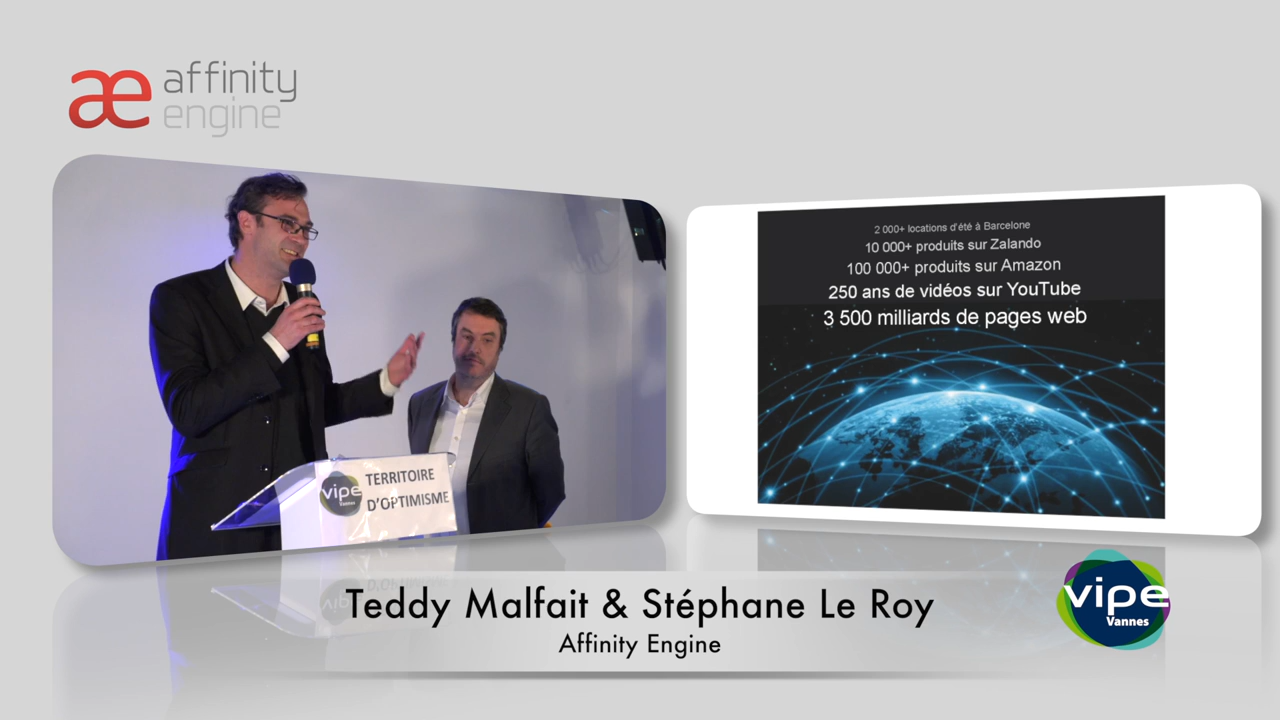 æ affinity
engine
2 000+ locations d'été à Barcelone
10 000+ produits sur Zalando
100 000+ produits sur Amazon
250 ans de vidéos sur YouTube
3 500 milliards de pages web
vipe
Vannes
TERRITOIRE
D'OPTIMISME
Teddy Malfait & Stéphane Le Roy
Affinity Engine
vipe
Vannes